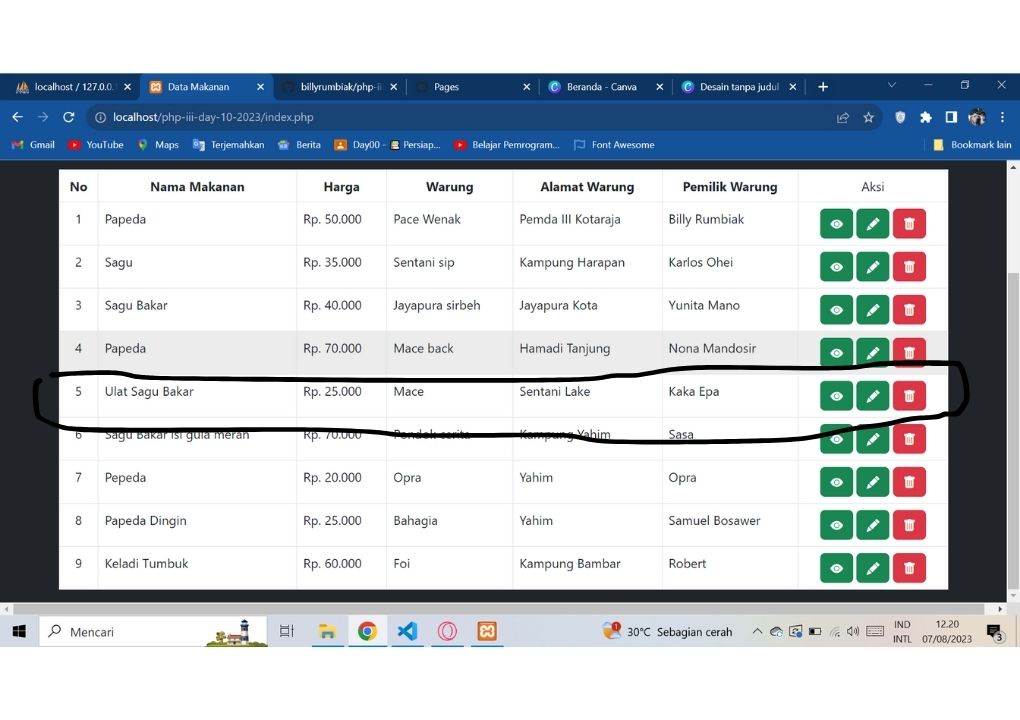 localhost / 127.0.0.1
Data Makanan
billyrumbiak/php-ii
Pages
Beranda - Canva
Desain tanpa judul
localhost/php-iii-day-10-2023/index.php
Gmail YouTube Maps Terjemahkan Berita Day00 - Persiap... Belajar Pemrogram... Font Awesome Bookmark lain
No Nama Makanan Harga Warung Alamat Warung Pemilik Warung Aksi
1 Papeda Rp. 50.000 Pace Wenak Pemda III Kotaraja Billy Rumbiak
2 Sagu Rp. 35.000 Sentani sip Kampung Harapan Karlos Ohei
3 Sagu Bakar Rp. 40.000 Jayapura sirbeh Jayapura Kota Yunita Mano
4 Papeda Rp. 70.000 Mace back Hamadi Tanjung Nona Mandosir
5 Ulat Sagu Bakar Rp. 25.000 Mace Sentani Lake Kaka Epa
6 Sagu Bakar isi gula merah Rp. 70.000 Pondok cerita Kampung Yahim Sasa
7 Pepeda Rp. 20.000 Opra Yahim Opra
8 Papeda Dingin Rp. 25.000 Bahagia Yahim Samuel Bosawer
9 Keladi Tumbuk Rp. 60.000 Foi Kampung Bambar Robert
Mencari 30°C Sebagian cerah IND 12.20
INTL 07/08/2023 3